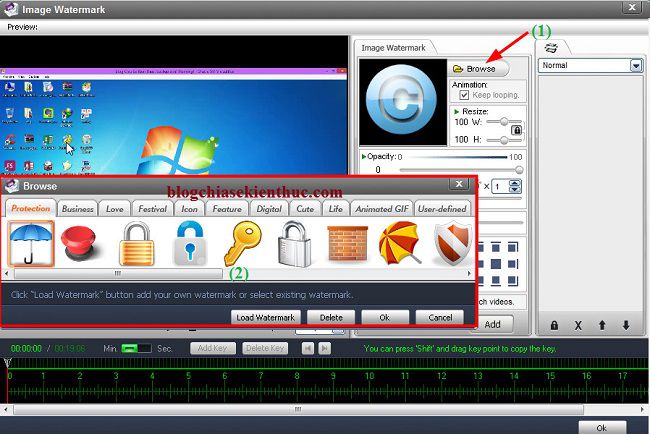 Image Watermark
Preview:
(1)
Image Watermark
Browse
Normal
Animation:
Keep looping.
Resize:
100 W:
100 H:
Opacity: 0 100
0
X 1
Browse
blogchiasekienthuc.com
Protection Business Love Festival Icon Feature Digital Cute Life Animated GIF User-defined
(2)
Click "Load Watermark" button add your own watermark or select existing watermark.
ch videos.
Load Watermark Delete Ok Cancel
Add
00:00:00 / 00:19:06 Min. Sec. Add Key Delete Key You can press 'Shift' and drag key point to copy the key.
0 1 2 3 4 5 6 7 8 9 10 11 12 13 14 15 16 17
Ok